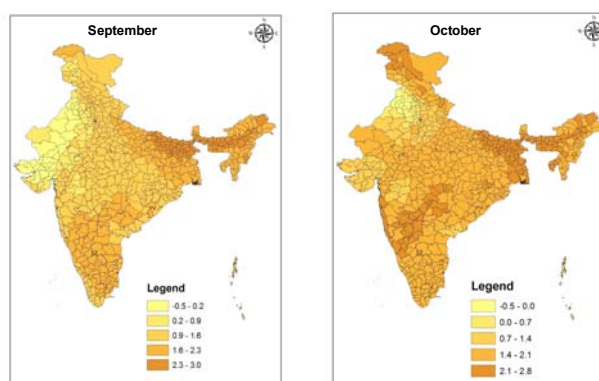 September
N
W E
S
Legend
-0.5 - 0.2
0.2 - 0.9
0.9 - 1.6
1.6 - 2.3
2.3 - 3.0
October
N
W E
S
Legend
-0.5 - 0.0
0.0 - 0.7
0.7 - 1.4
1.4 - 2.1
2.1 - 2.8